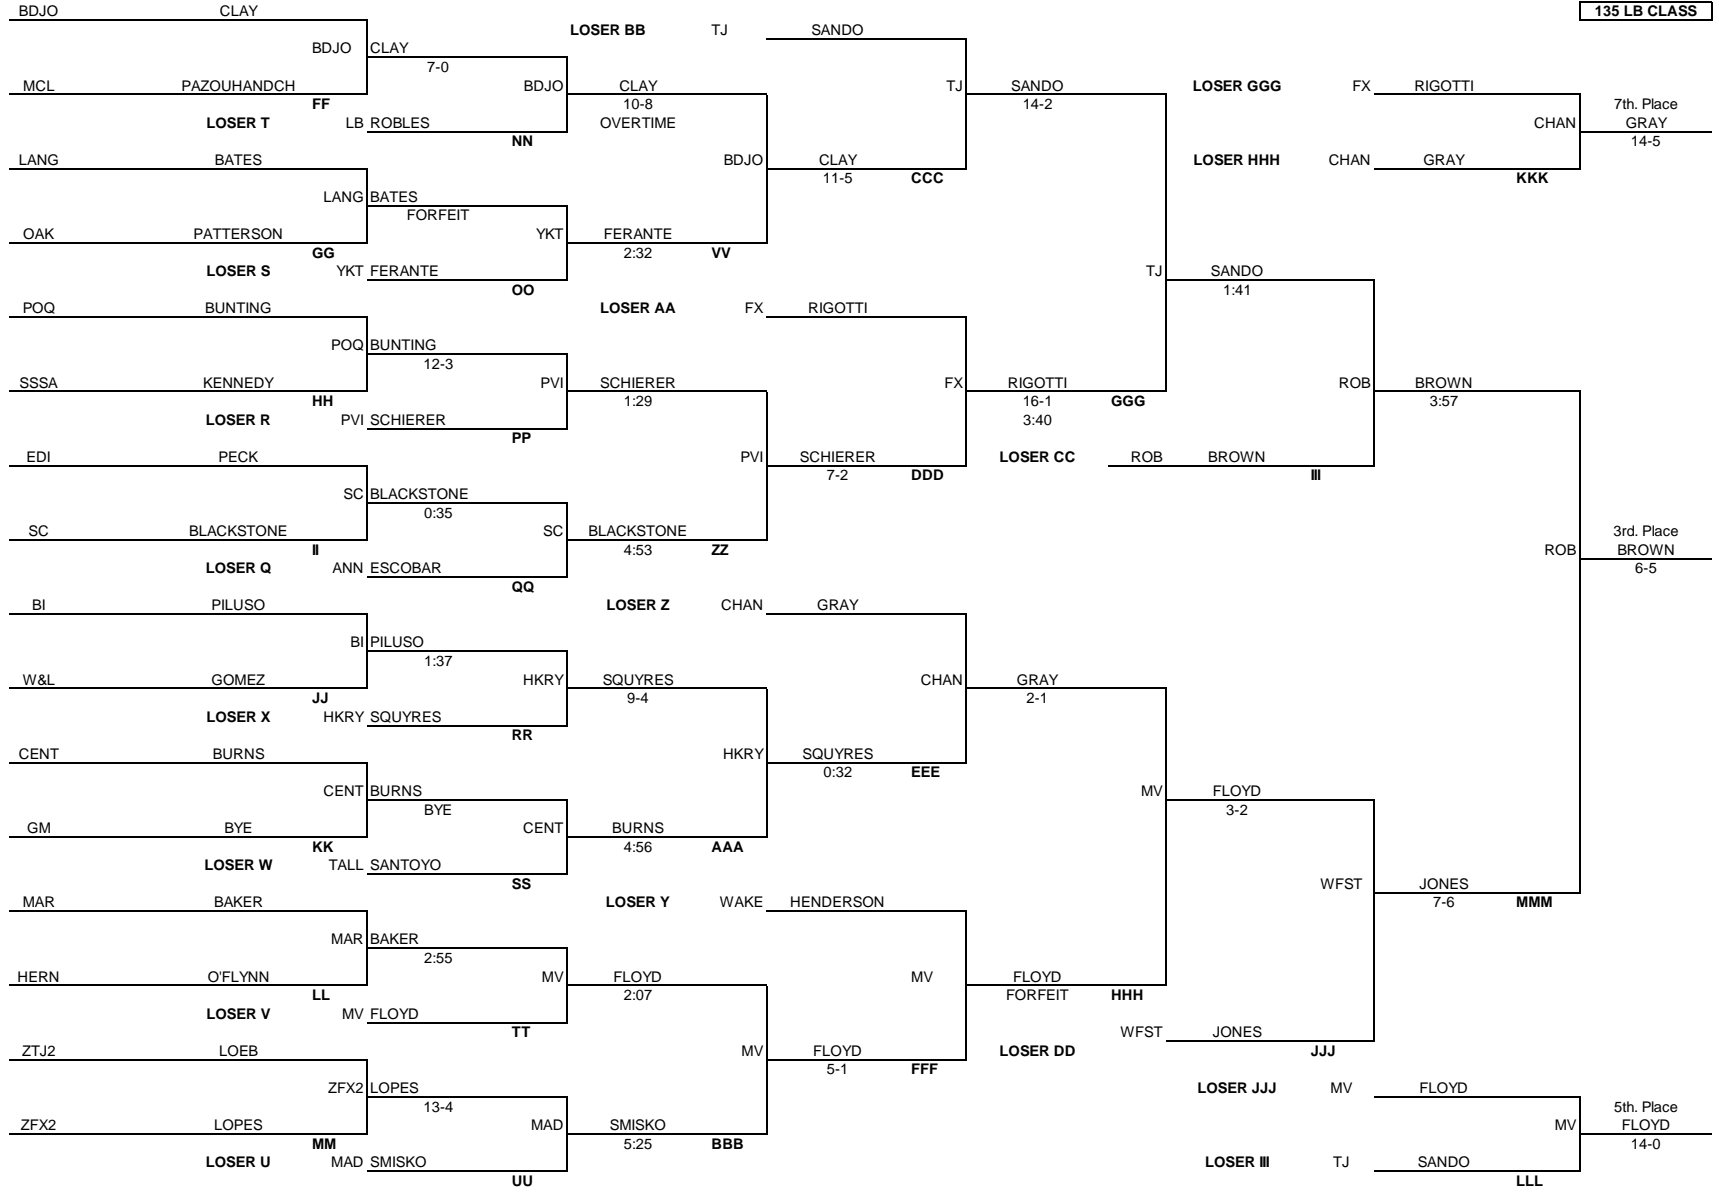 BDJO CLAY 135 LB CLASS
LOSER BB TJ SANDO
BDJO CLAY
7-0
MCL PAZOUHANDCH BDJO CLAY TJ SANDO LOSER GGG FX RIGOTTI
FF 10-8 14-2 7th. Place
LOSER T LB ROBLES OVERTIME CHAN GRAY
NN 14-5
LANG BATES BDJO CLAY LOSER HHH CHAN GRAY
11-5 CCC KKK
LANG BATES
FORFEIT
OAK PATTERSON YKT FERANTE
GG 2:32 VV
LOSER S YKT FERANTE TJ SANDO
OO 1:41
POQ BUNTING LOSER AA FX RIGOTTI
POQ BUNTING
12-3
SSSA KENNEDY PVI SCHIERER FX RIGOTTI ROB BROWN
HH 1:29 16-1 GGG 3:57
LOSER R PVI SCHIERER 3:40
PP
EDI PECK PVI SCHIERER LOSER CC ROB BROWN
7-2 DDD III
SC BLACKSTONE
0:35
SC BLACKSTONE SC BLACKSTONE 3rd. Place
II 4:53 ZZ ROB BROWN
LOSER Q ANN ESCOBAR 6-5
QQ
BI PILUSO LOSER Z CHAN GRAY
BI PILUSO
1:37
W&L GOMEZ HKRY SQUYRES CHAN GRAY
JJ 9-4 2-1
LOSER X HKRY SQUYRES
RR
CENT BURNS HKRY SQUYRES
0:32 EEE
CENT BURNS MV FLOYD
BYE 3-2
GM BYE CENT BURNS
KK 4:56 AAA
LOSER W TALL SANTOYO
SS WFST JONES
MAR BAKER LOSER Y WAKE HENDERSON 7-6 MMM
MAR BAKER
2:55
HERN O'FLYNN MV FLOYD MV FLOYD
LL 2:07 FORFEIT HHH
LOSER V MV FLOYD
TT WFST JONES
ZTJ2 LOEB MV FLOYD LOSER DD JJJ
5-1 FFF
ZFX2 LOPES LOSER JJJ MV FLOYD
13-4 5th. Place
ZFX2 LOPES MAD SMISKO MV FLOYD
MM 5:25 BBB 14-0
LOSER U MAD SMISKO LOSER III TJ SANDO
UU LLL